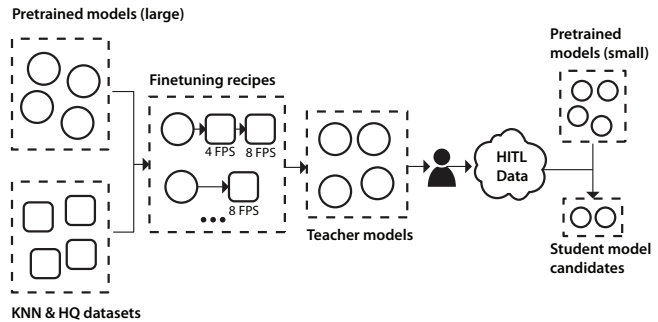 Pretrained models (large)
Finetuning recipes
4 FPS
8 FPS
8 FPS
KNN & HQ datasets
Teacher models
HITL
Data
Pretrained
models (small)
Student model
candidates